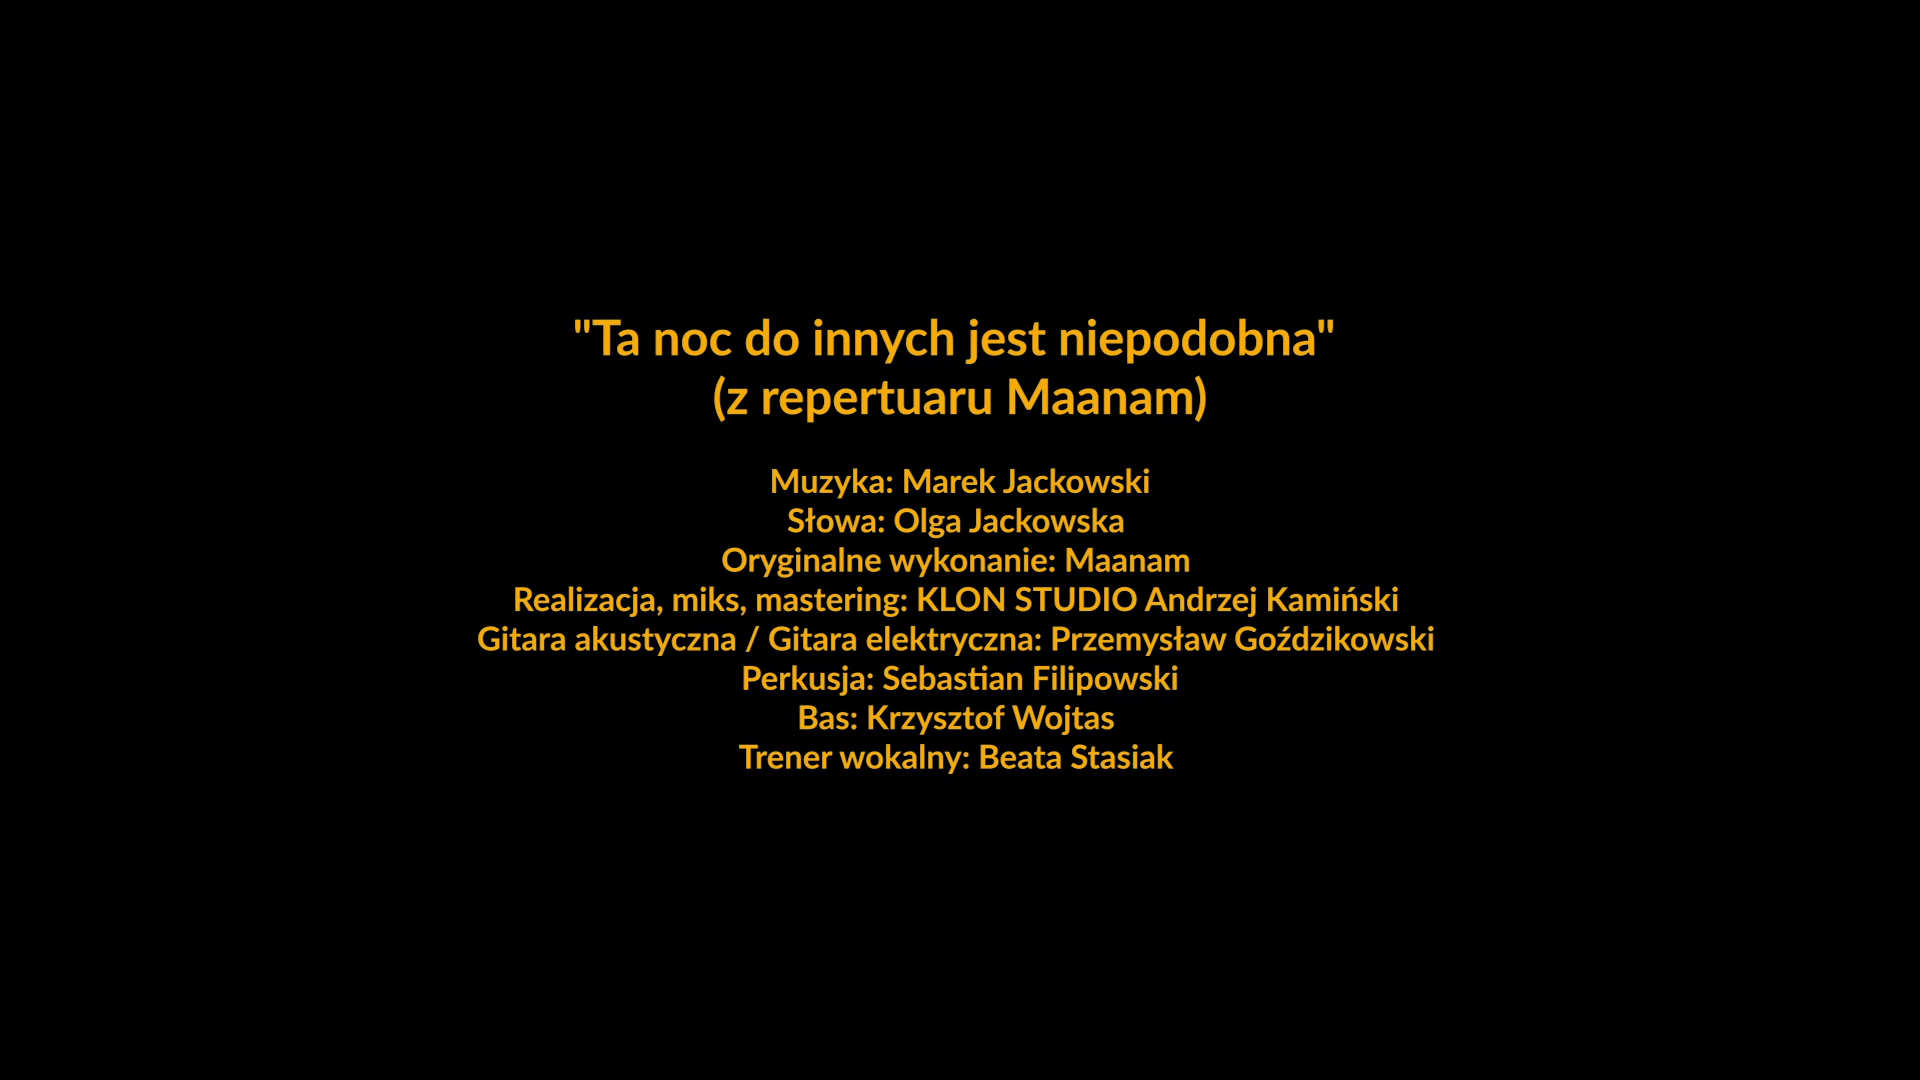 "Ta noc do innych jest niepodobna"
(z repertuaru Maanam)
Muzyka: Marek Jackowski
Słowa: Olga Jackowska
Oryginalne wykonanie: Maanam
Realizacja, miks, mastering: KLON STUDIO Andrzej Kamiński
Gitara akustyczna / Gitara elektryczna: Przemysław Goździkowski
Perkusja: Sebastian Filipowski
Bas: Krzysztof Wojtas
Trener wokalny: Beata Stasiak